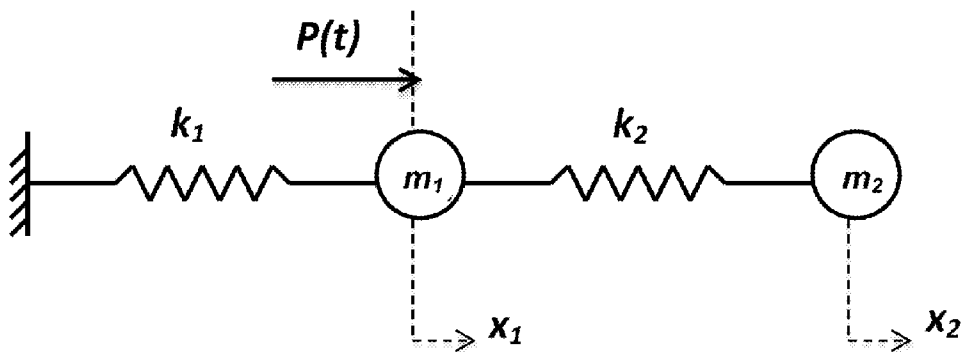 P(t)
k₁
k₂
m₁
m₂
x₁
x₂